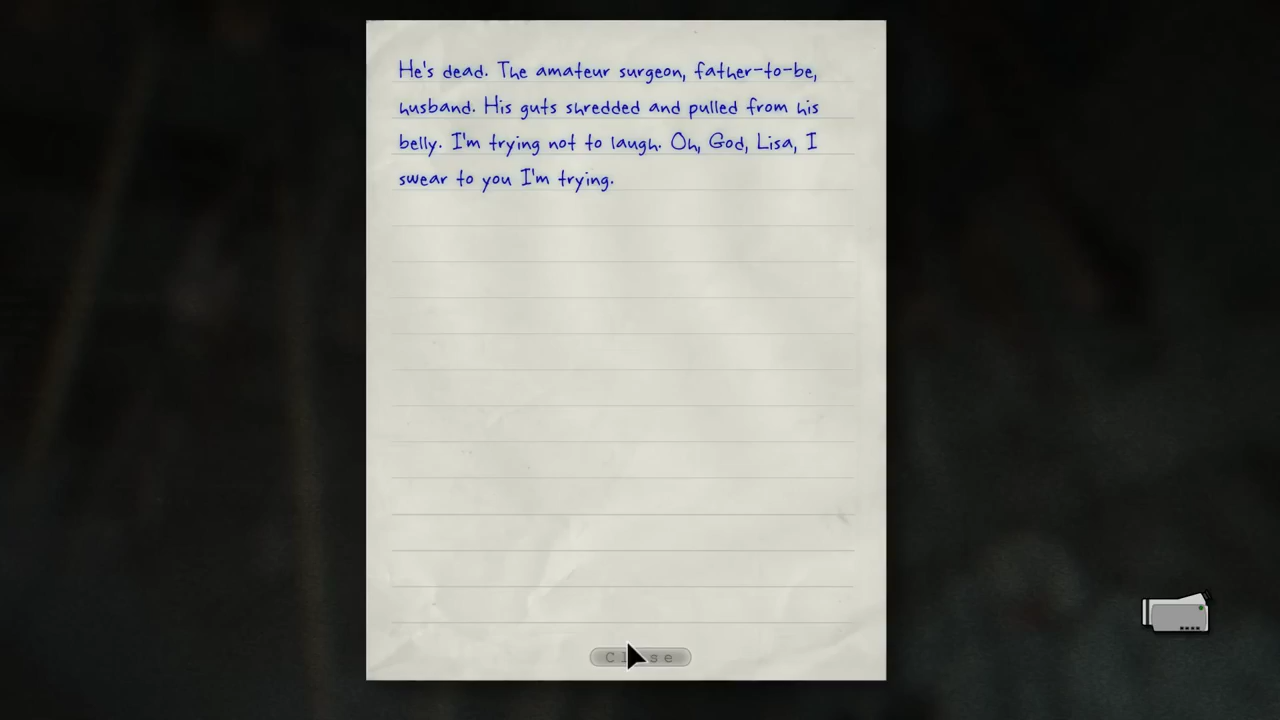 He's dead. The amateur surgeon, father-to-be,
husband. His guts shredded and pulled from his
belly. I'm trying not to laugh. Oh, God, Lisa, I
swear to you I'm trying.
Close